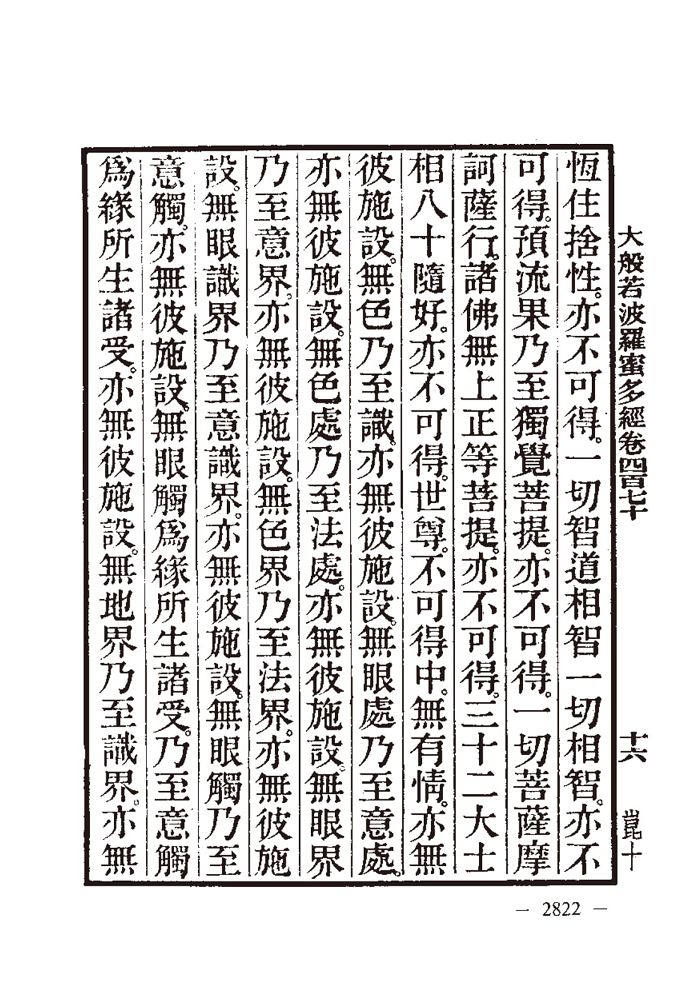 大般若波羅蜜多經卷四百七十 十六 崑十
恆住捨性。亦不可得。一切智道相智一切相智。亦不
可得。預流果乃至獨覺菩提。亦不可得。一切菩薩摩
訶薩行。諸佛無上正等菩提。亦不可得。三十二大士
相八十隨好。亦不可得。世尊。不可得中。無有情。亦無
彼施設。無色乃至識。亦無彼施設。無眼處乃至意處。
亦無彼施設。無色處乃至法處。亦無彼施設。無眼界
乃至意界。亦無彼施設。無色界乃至法界。亦無彼施
設。無眼識界乃至意識界。亦無彼施設。無眼觸乃至
意觸。亦無彼施設。無眼觸爲緣所生諸受。乃至意觸
爲緣所生諸受。亦無彼施設。無地界乃至識界。亦無
— 2822 —